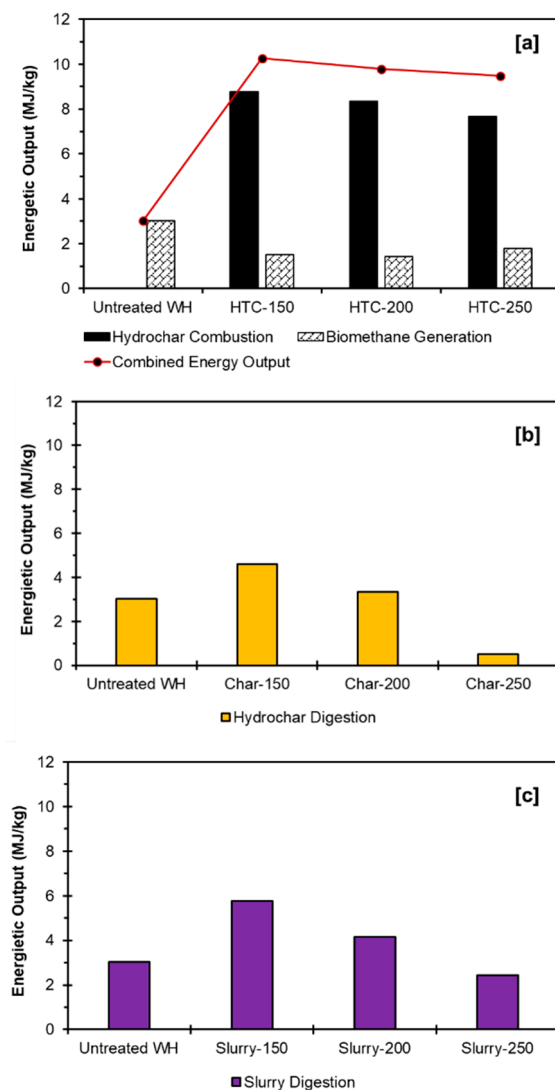 [a]
Energetic Output (MJ/kg)
12
10
8
6
4
2
0
Untreated WH HTC-150 HTC-200 HTC-250
Hydrochar Combustion Biomethane Generation
Combined Energy Output
[b]
Energietic Output (MJ/kg)
12
10
8
6
4
2
0
Untreated WH Char-150 Char-200 Char-250
Hydrochar Digestion
[c]
Energietic Output (MJ/kg)
12
10
8
6
4
2
0
Untreated WH Slurry-150 Slurry-200 Slurry-250
Slurry Digestion